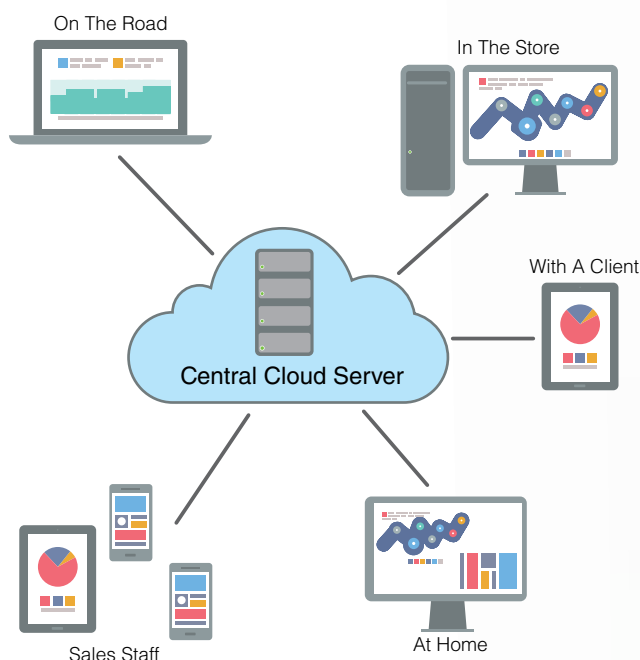 On The Road
In The Store
With A Client
Central Cloud Server
At Home
Sales Staff